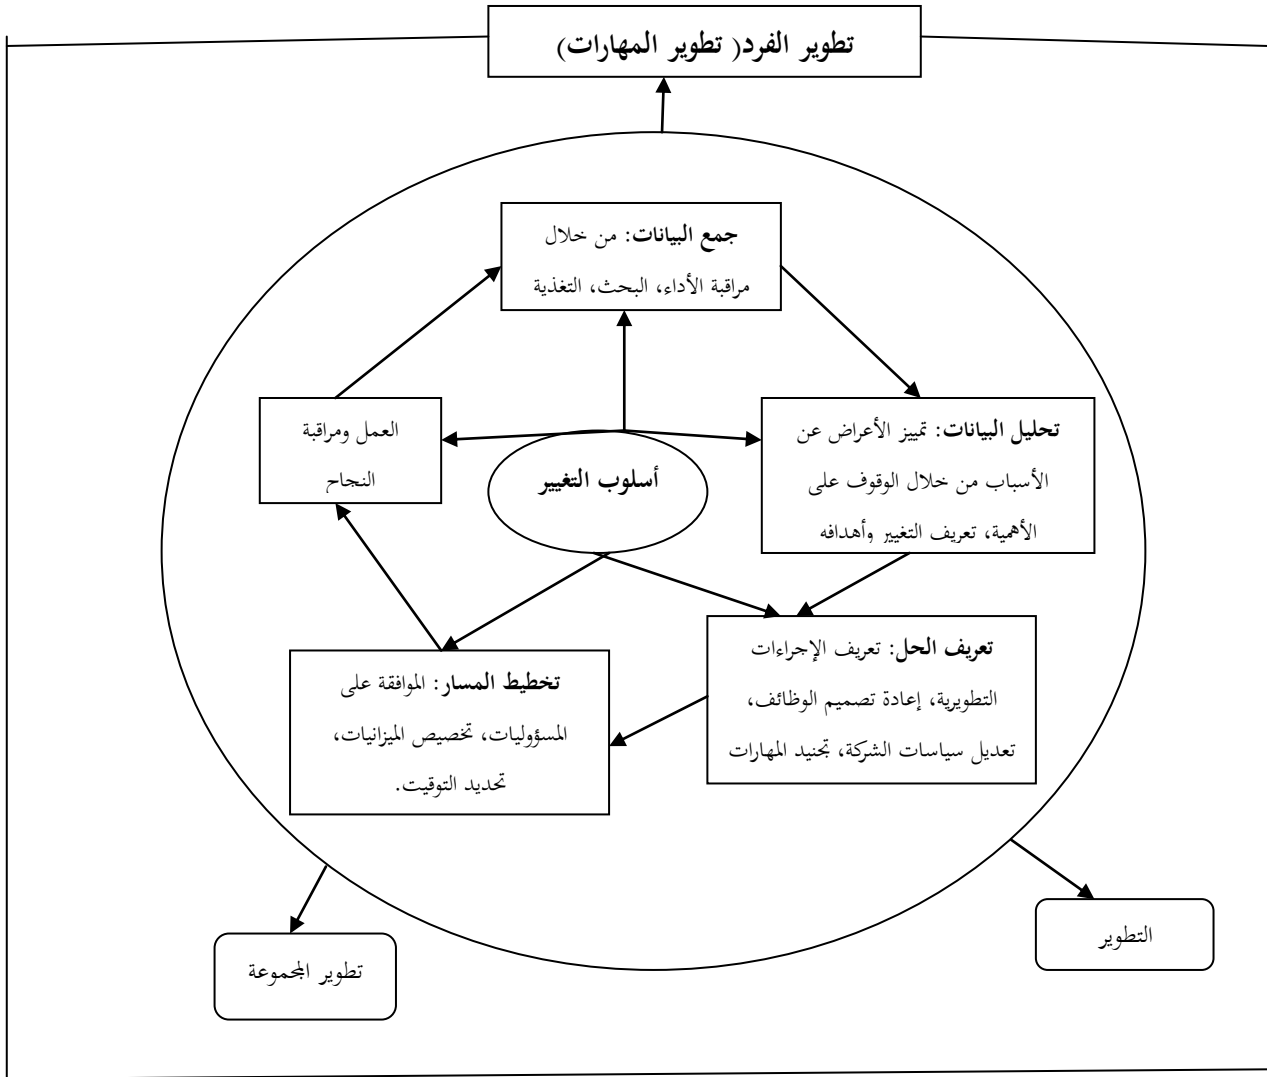 تطوير الفرد( تطوير المهارات)
جمع البيانات: من خلال
مراقبة الأداء، البحث، التغذية
تحليل البيانات: تمييز الأعراض عن
الأسباب من خلال الوقوف على
الأهمية، تعريف التغيير وأهدافه
العمل ومراقبة
النجاح
أسلوب التغيير
تعريف الحل: تعريف الإجراءات
التطويرية، إعادة تصميم الوظائف،
تعديل سياسات الشركة، تجنيد المهارات
تخطيط المسار: الموافقة على
المسؤوليات، تخصيص الميزانيات،
تحديد التوقيت.
التطوير
تطوير المجموعة